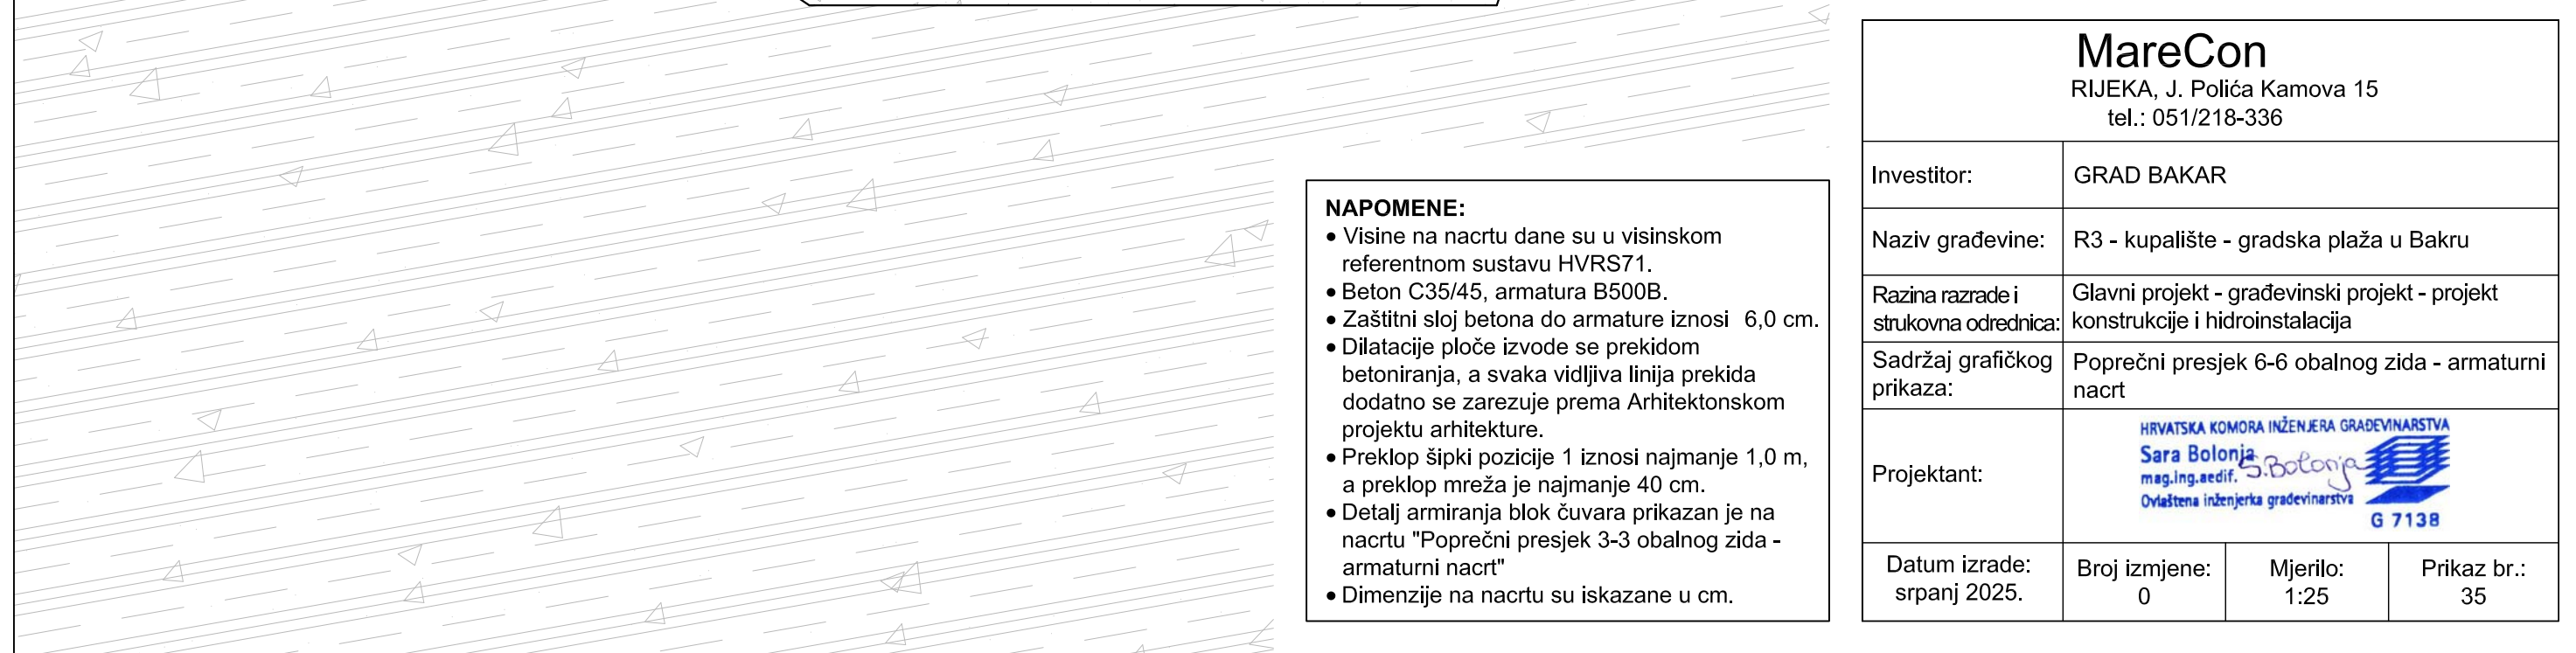 NAPOMENE:
• Visine na nacrtu dane su u visinskom
referentnom sustavu HVRS71.
• Beton C35/45, armatura B500B.
• Zaštitni sloj betona do armature iznosi 6,0 cm.
• Dilatacije ploče izvode se prekidom
betoniranja, a svaka vidljiva linija prekida
dodatno se zarezuje prema Arhitektonskom
projektu arhitekture.
• Preklop šipki pozicije 1 iznosi najmanje 1,0 m,
a preklop mreža je najmanje 40 cm.
• Detalj armiranja blok čuvara prikazan je na
nacrtu "Poprečni presjek 3-3 obalnog zida -
armaturni nacrt"
• Dimenzije na nacrtu su iskazane u cm.
MareCon
RIJEKA, J. Polića Kamova 15
tel.: 051/218-336
Investitor:
GRAD BAKAR
Naziv građevine:
R3 - kupalište - gradska plaža u Bakru
Razina razrade i
strukovna odrednica:
Glavni projekt - građevinski projekt - projekt
konstrukcije i hidroinstalacija
Sadržaj grafičkog
prikaza:
Poprečni presjek 6-6 obalnog zida - armaturni
nacrt
Projektant:
HRVATSKA KOMORA INŽENJERA GRAĐEVINARSTVA
Sara Bolonja
mag.ing.aedif.
S.Bolonja
Ovlaštena inženjerka građevinarstva
G 7138
Datum izrade:
srpanj 2025.
Broj izmjene:
0
Mjerilo:
1:25
Prikaz br.:
35